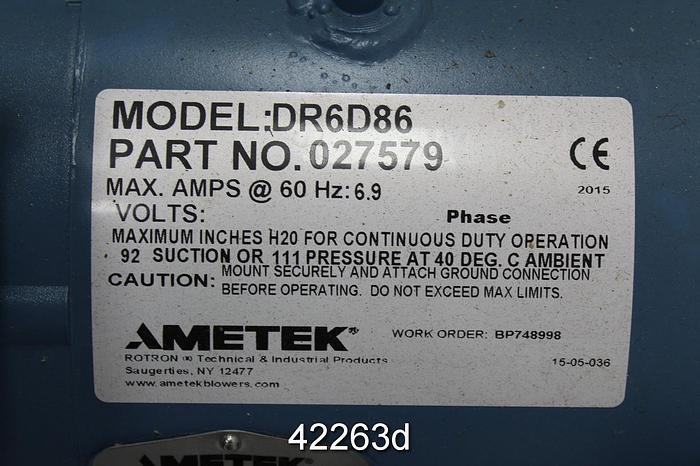 MODEL:DR6D86
PART NO. 027579
CE
MAX. AMPS @ 60 Hz: 6.9
2015
VOLTS: Phase
MAXIMUM INCHES H20 FOR CONTINUOUS DUTY OPERATION
92 SUCTION OR 111 PRESSURE AT 40 DEG. C AMBIENT
CAUTION: MOUNT SECURELY AND ATTACH GROUND CONNECTION
BEFORE OPERATING. DO NOT EXCEED MAX LIMITS.
AMETEK®
WORK ORDER: BP748998
ROTRON ® Technical & Industrial Products
15-05-036
Saugerties, NY 12477
www.ametekblowers.com
42263d
AMETEK